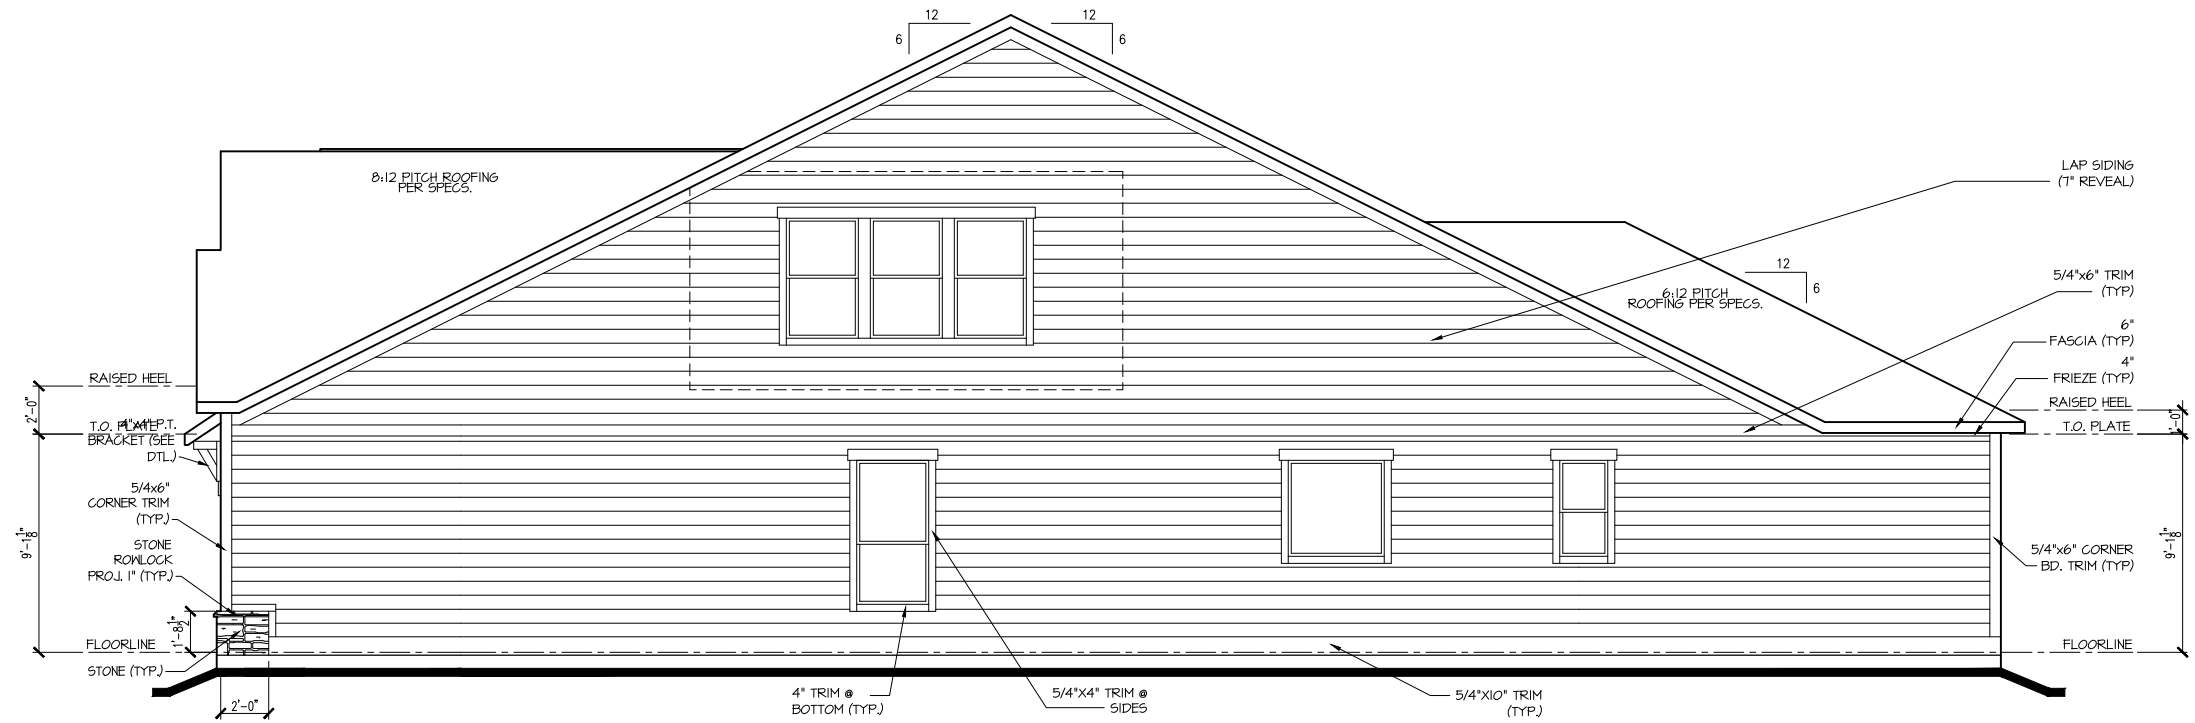 12
12
6
6
8:12 PITCH ROOFING
PER SPECS.
LAP SIDING
(7" REVEAL)
12
6
6:12 PITCH
ROOFING PER SPECS.
5/4"x6" TRIM
(TYP)
6"
FASCIA (TYP)
4"
FRIEZE (TYP)
RAISED HEEL
T.O. PLATE
1'-0"
9'-1 1/8"
5/4"x6" CORNER
BD. TRIM (TYP)
FLOORLINE
RAISED HEEL
2'-0"
T.O. PLATE
4"x4" P.T.
BRACKET (SEE
DTL.)
5/4x6"
CORNER TRIM
(TYP.)
9'-1 1/8"
STONE
ROWLOCK
PROJ. 1" (TYP.)
1'-8 1/2"
FLOORLINE
STONE (TYP.)
2'-0"
4" TRIM @
BOTTOM (TYP.)
5/4"X4" TRIM @
SIDES
5/4"X10" TRIM
(TYP.)